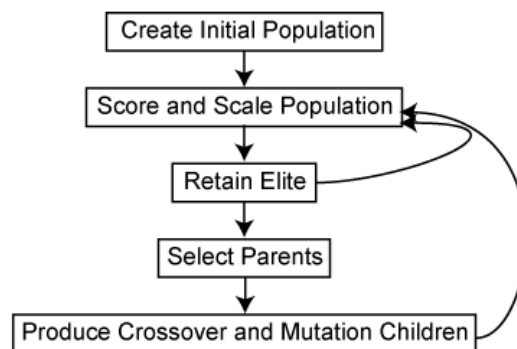 Create Initial Population
Score and Scale Population
Retain Elite
Select Parents
Produce Crossover and Mutation Children